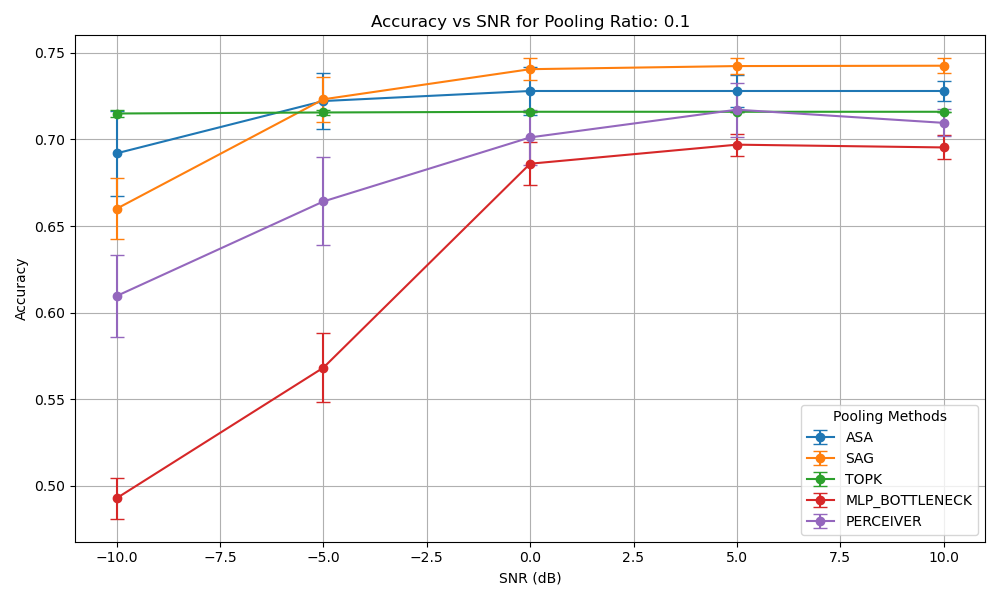 Accuracy vs SNR for Pooling Ratio: 0.1
Accuracy
0.75
0.70
0.65
0.60
0.55
0.50
−10.0 −7.5 −5.0 −2.5 0.0 2.5 5.0 7.5 10.0
SNR (dB)
Pooling Methods
ASA
SAG
TOPK
MLP_BOTTLENECK
PERCEIVER